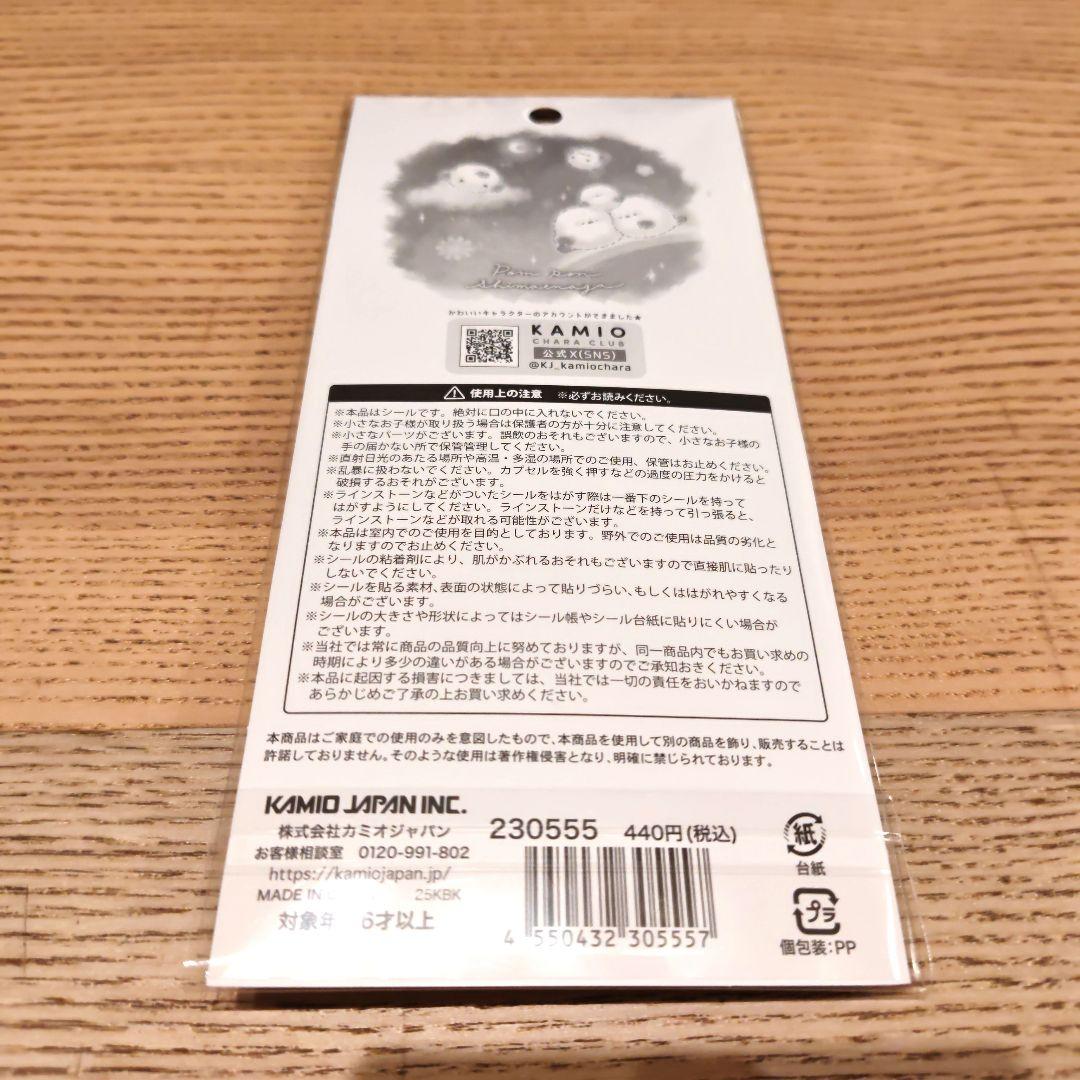 Pom pon
shimaenaga
かわいいキャラクターのアカウントができました★
KAMIO
CHARA CLUB
公式X(SNS)
@KJ_kamiochara
使用上の注意 ※必ずお読みください。
※本品はシールです。絶対に口の中に入れないでください。
※小さなお子様が取り扱う場合は保護者の方が十分に注意してください。
※小さなパーツがございます。誤飲のおそれもございますので、小さなお子様の
手の届かない所で保管管理してください。
※直射日光のあたる場所や高温・多湿の場所でのご使用、保管はお止めください。
※乱暴に扱わないでください。カプセルを強く押すなどの過度の圧力をかけると
破損するおそれがございます。
※ラインストーンなどがついたシールをはがす際は一番下のシールを持って
はがすようにしてください。ラインストーンだけなどを持って引っ張ると、
ラインストーンなどが取れる可能性がございます。
※本品は室内でのご使用を目的としております。野外でのご使用は品質の劣化と
なりますのでお止めください。
※シールの粘着剤により、肌がかぶれるおそれもございますので直接肌に貼ったり
しないでください。
※シールを貼る素材、表面の状態によって貼りづらい、もしくははがれやすくなる
場合がございます。
※シールの大きさや形状によってはシール帳やシール台紙に貼りにくい場合が
ございます。
※当社では常に商品の品質向上に努めておりますが、同一商品内でもお買い求めの
時期により多少の違いがある場合がございますのでご承知おきください。
※本品に起因する損害につきましては、当社では一切の責任をおいかねますので
あらかじめご了承の上お買い求めください。
本商品はご家庭での使用のみを意図したもので、本商品を使用して別の商品を飾り、販売することは
許諾しておりません。そのような使用は著作権侵害となり、明確に禁じられております。
KAMIO JAPAN INC.
株式会社カミオジャパン
お客様相談室 0120-991-802
https://kamiojapan.jp/
MADE IN 25KBK
対象年 6才以上
230555 440円(税込)
4 550432 305557
紙
台紙
プラ
個包装:PP